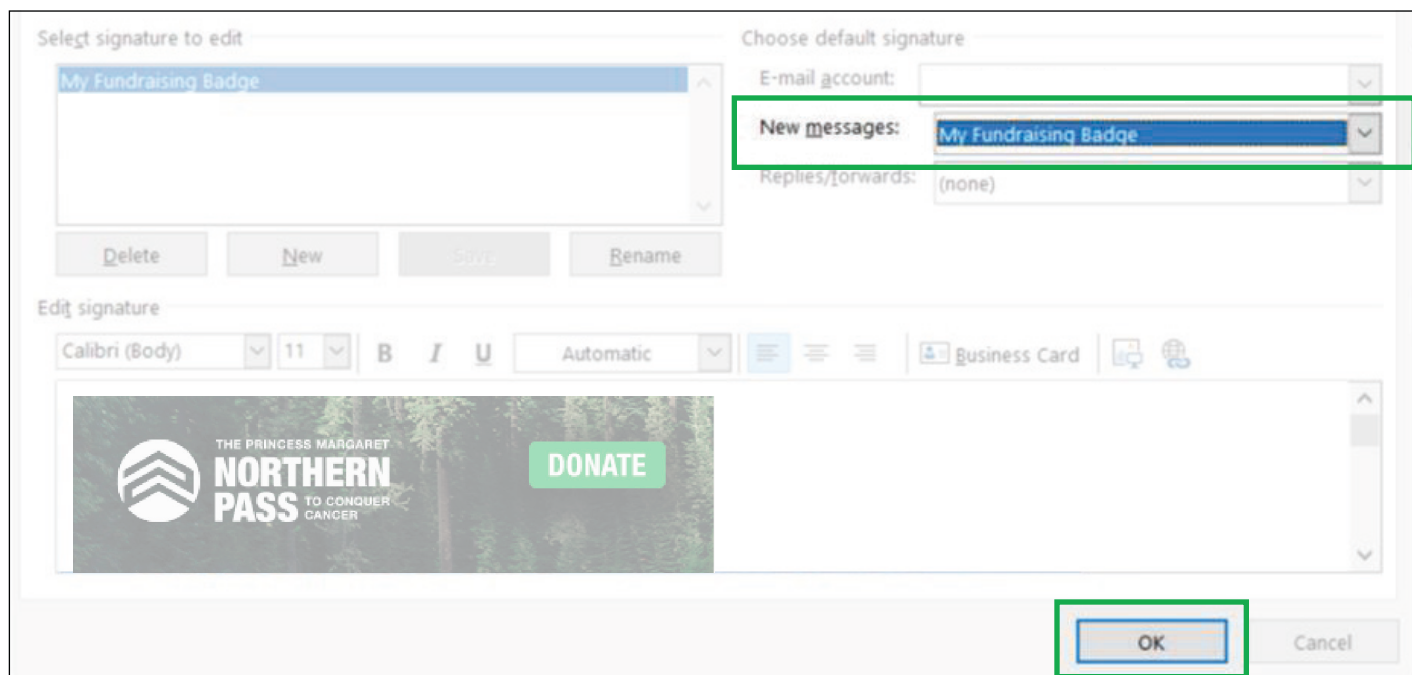 Select signature to edit
Choose default signature
My Fundraising Badge
E-mail account:
New messages:
My Fundraising Badge
Replies/forwards:
(none)
Delete
New
Save
Rename
Edit signature
Calibri (Body)
11
B
I
U
Automatic
Business Card
THE PRINCESS MARGARET
NORTHERN
PASS TO CONQUER
CANCER
DONATE
OK
Cancel